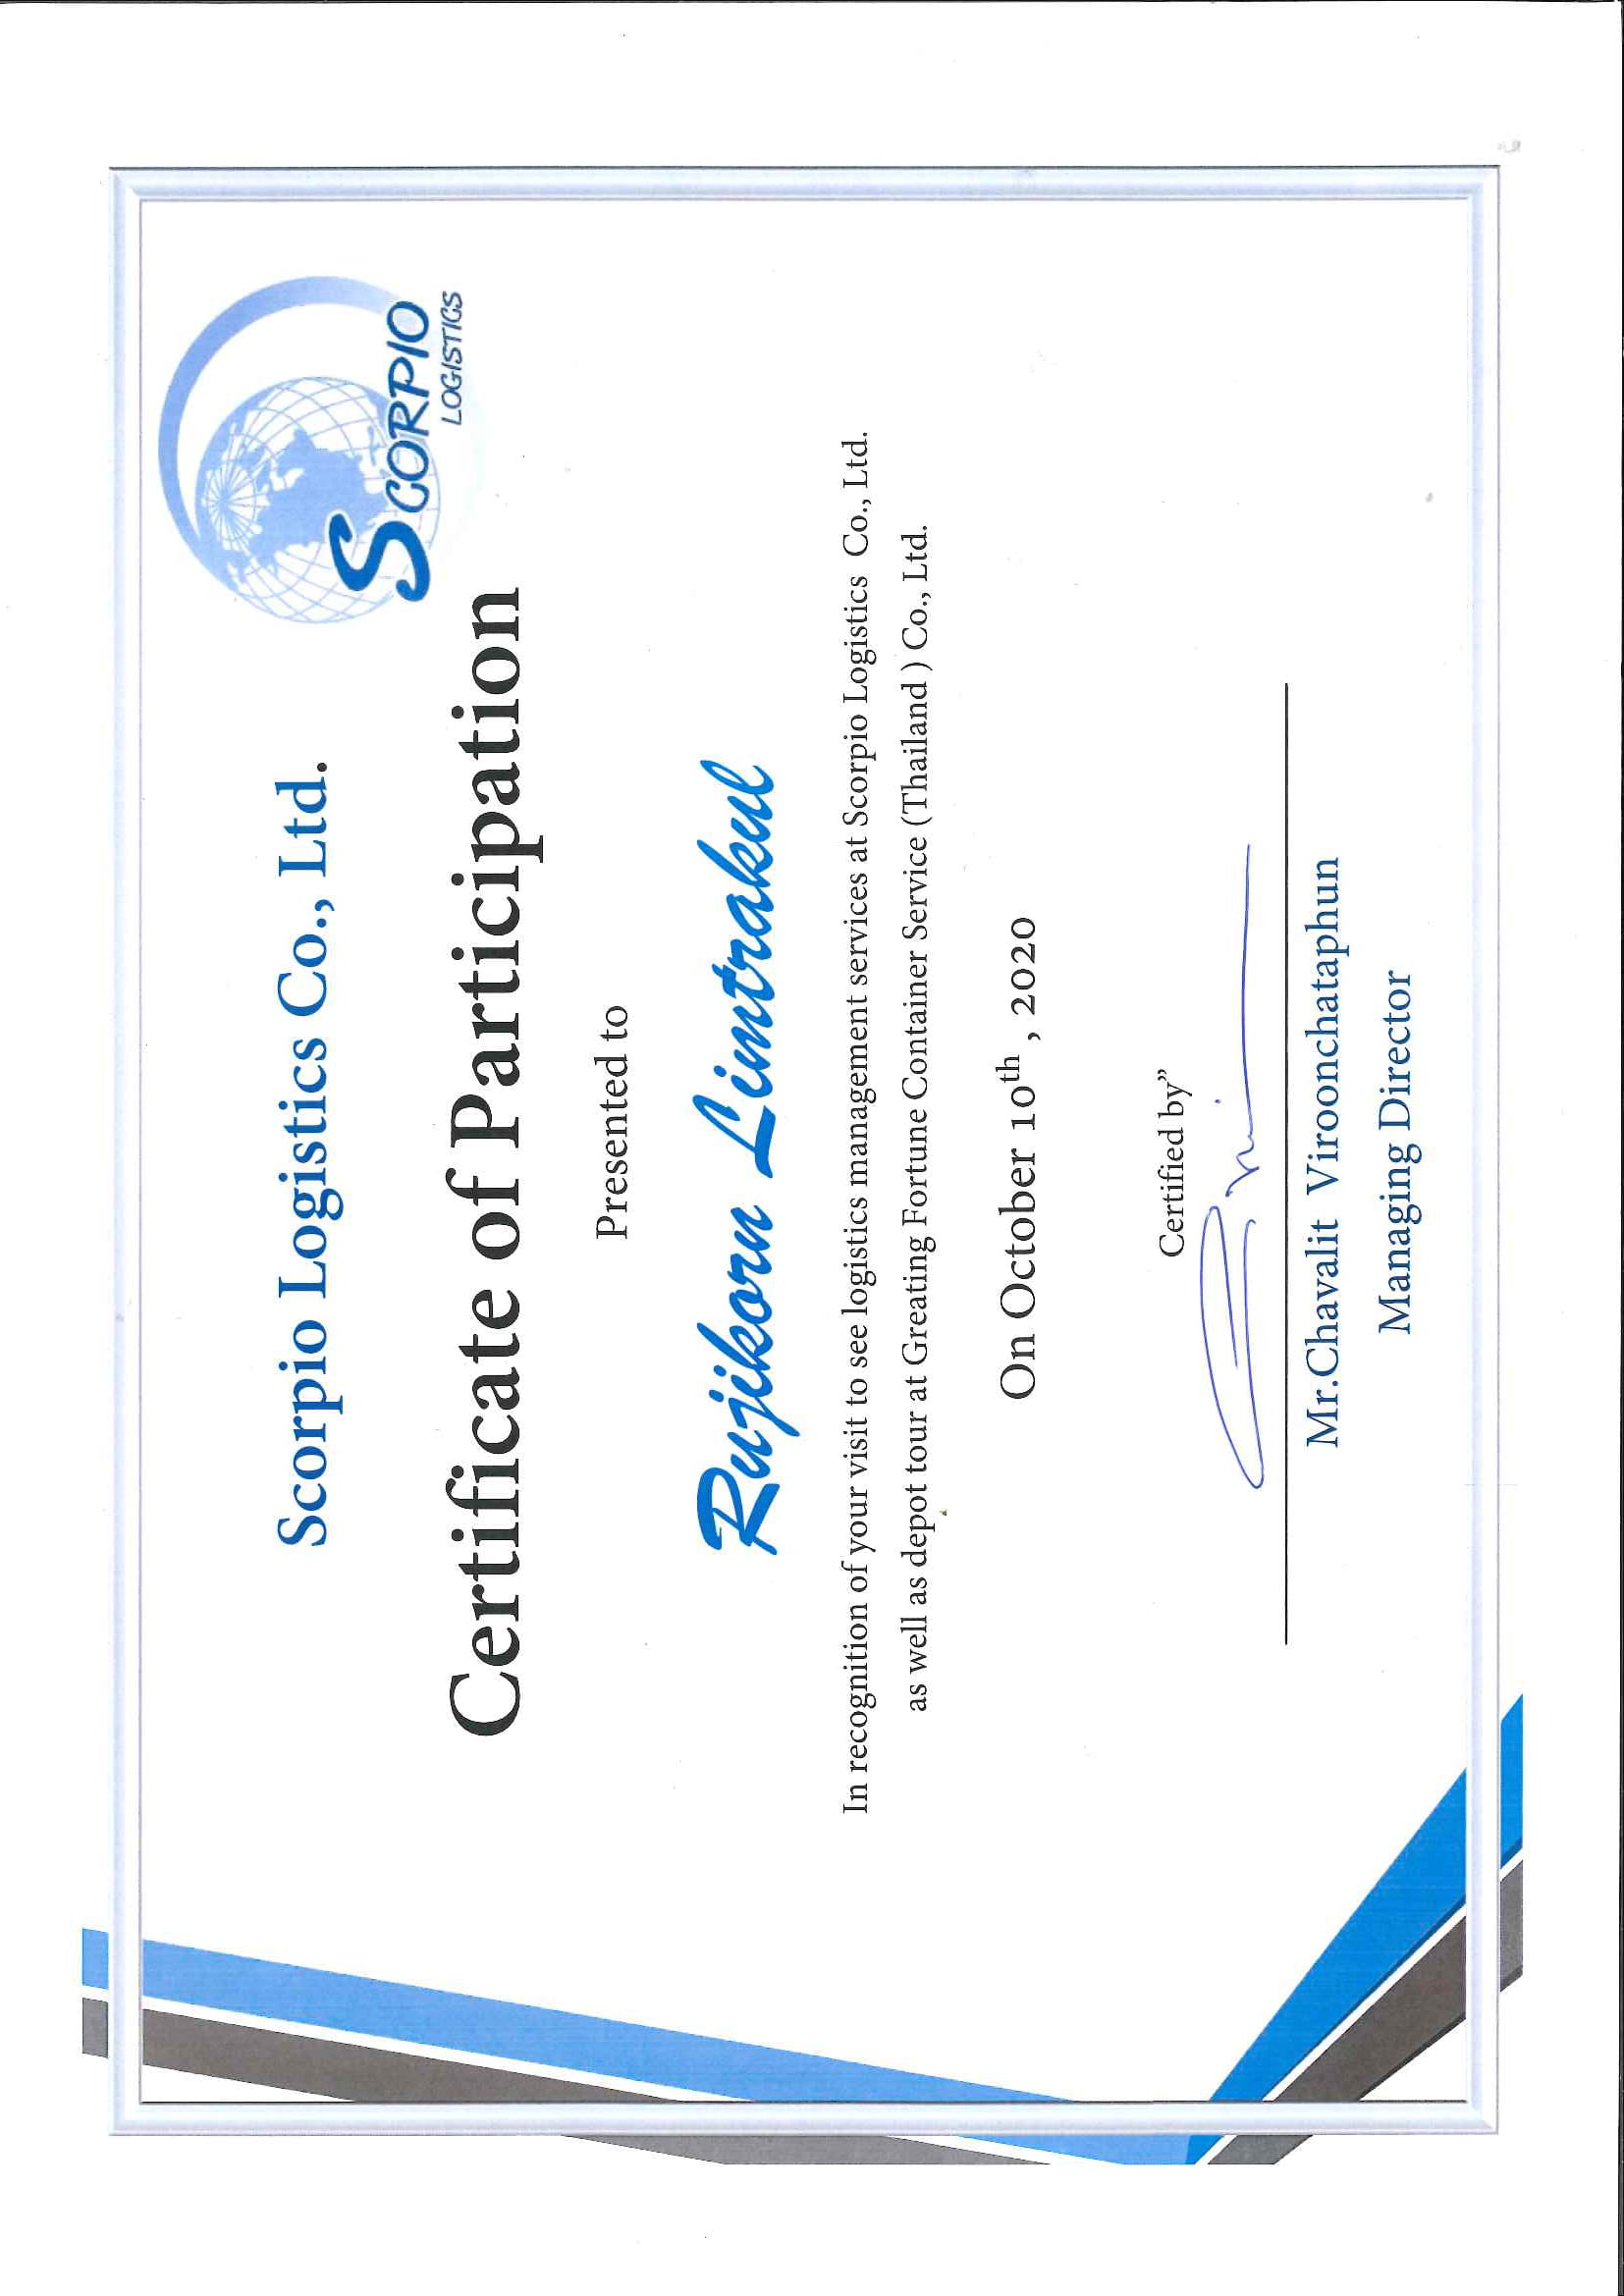 Scorpio Logistics Co., Ltd.
SCORPIO
LOGISTICS
Certificate of Participation
Presented to
Rujikorn Limtrakul
In recognition of your visit to see logistics management services at Scorpio Logistics Co., Ltd.
as well as depot tour at Greating Fortune Container Service (Thailand ) Co., Ltd.
On October 10th , 2020
Certified by”
Mr.Chavalit Viroonchataphun
Managing Director